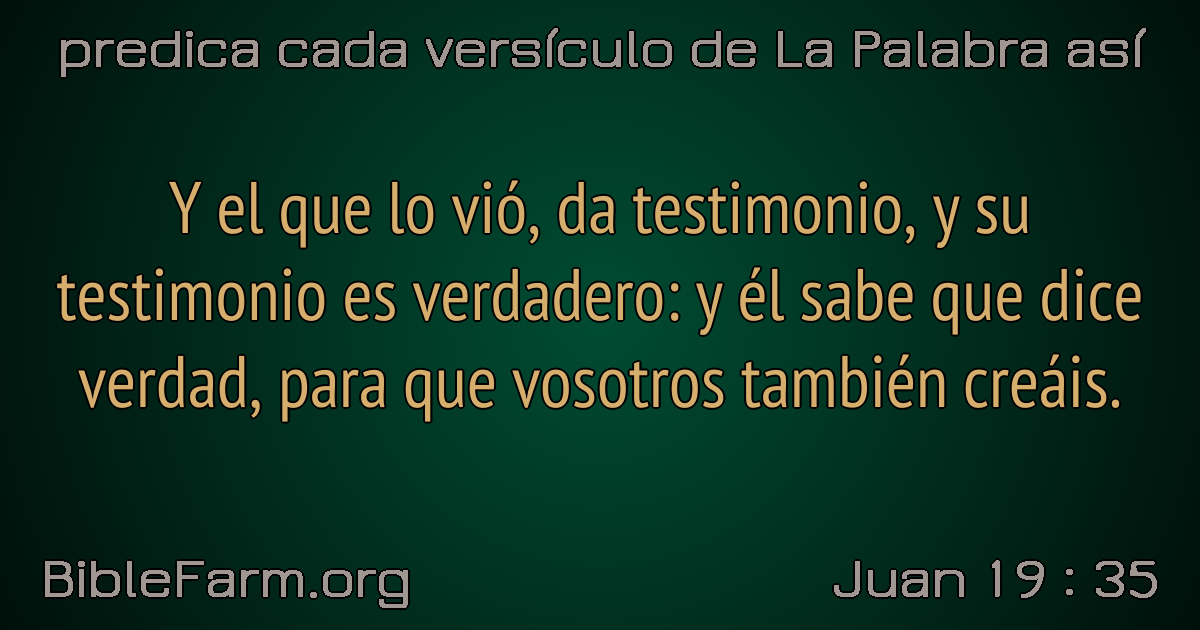 predica cada versículo de La Palabra así
Y el que lo vió, da testimonio, y su
testimonio es verdadero: y él sabe que dice
verdad, para que vosotros también creáis.
BibleFarm.org
Juan 19 : 35